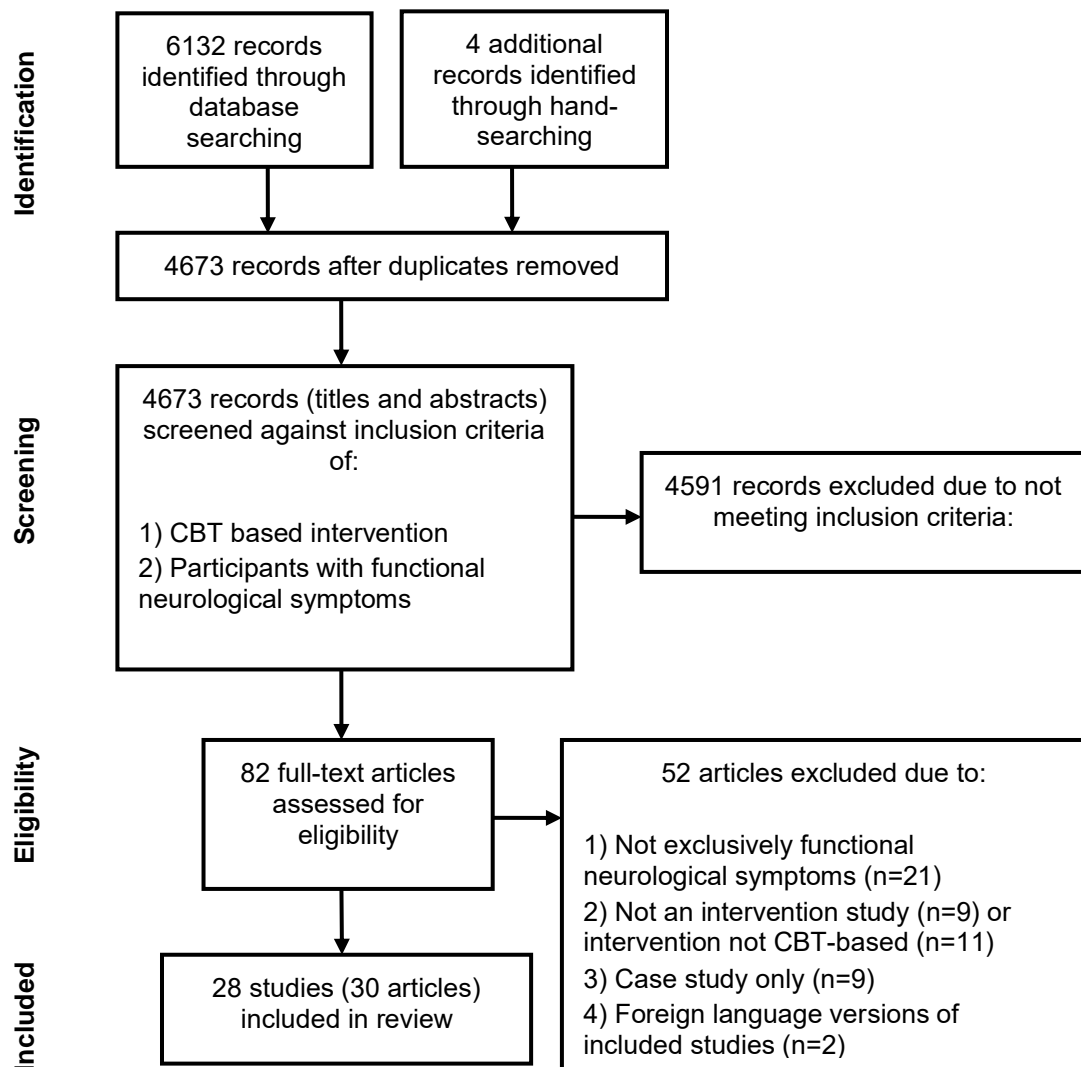 Identification
6132 records
identified through
database
searching
4 additional
records identified
through hand-
searching
4673 records after duplicates removed
Screening
4673 records (titles and abstracts)
screened against inclusion criteria
of:
1) CBT based intervention
2) Participants with functional
neurological symptoms
4591 records excluded due to not
meeting inclusion criteria:
Eligibility
82 full-text articles
assessed for
eligibility
52 articles excluded due to:
1) Not exclusively functional
neurological symptoms (n=21)
2) Not an intervention study (n=9) or
intervention not CBT-based (n=11)
3) Case study only (n=9)
4) Foreign language versions of
included studies (n=2)
Included
28 studies (30 articles)
included in review